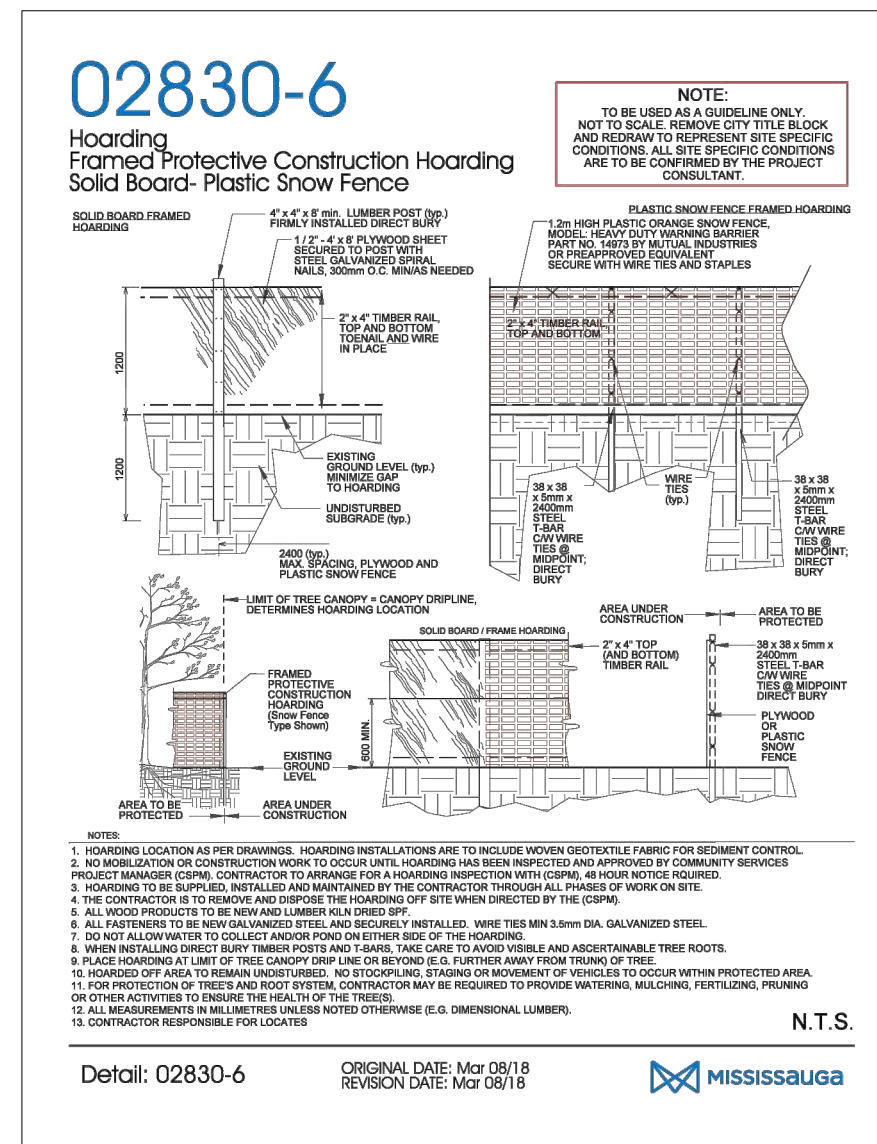 02830-6
Hoarding
Framed Protective Construction Hoarding
Solid Board- Plastic Snow Fence
NOTE:
TO BE USED AS A GUIDELINE ONLY.
NOT TO SCALE. REMOVE CITY TITLE BLOCK
AND REDRAW TO REPRESENT SITE SPECIFIC
CONDITIONS. ALL SITE SPECIFIC CONDITIONS
ARE TO BE CONFIRMED BY THE PROJECT
CONSULTANT.
SOLID BOARD FRAMED
HOARDING
4" x 4" x 8' min. LUMBER POST (typ.)
FIRMLY INSTALLED DIRECT BURY
1 / 2" - 4' x 8' PLYWOOD SHEET
SECURED TO POST WITH
STEEL GALVANIZED SPIRAL
NAILS, 300mm O.C. MIN/AS NEEDED
2" x 4" TIMBER RAIL,
TOP AND BOTTOM
TOENAIL AND WIRE
IN PLACE
1200
1200
EXISTING
GROUND LEVEL (typ.)
MINIMIZE GAP
TO HOARDING
UNDISTURBED
SUBGRADE (typ.)
2400 (typ.)
MAX. SPACING, PLYWOOD AND
PLASTIC SNOW FENCE
PLASTIC SNOW FENCE FRAMED HOARDING
1.2m HIGH PLASTIC ORANGE SNOW FENCE,
MODEL: HEAVY DUTY WARNING BARRIER
PART NO. 14973 BY MUTUAL INDUSTRIES
OR PREAPPROVED EQUIVALENT
SECURE WITH WIRE TIES AND STAPLES
2" x 4" TIMBER RAIL,
TOP AND BOTTOM
38 x 38
x 5mm x
2400mm
STEEL
T-BAR
C/W WIRE
TIES @
MIDPOINT;
DIRECT
BURY
WIRE
TIES
(typ.)
38 x 38
x 5mm x
2400mm
STEEL
T-BAR
C/W WIRE
TIES @
MIDPOINT;
DIRECT
BURY
LIMIT OF TREE CANOPY = CANOPY DRIPLINE,
DETERMINES HOARDING LOCATION
FRAMED
PROTECTIVE
CONSTRUCTION
HOARDING
(Snow Fence
Type Shown)
EXISTING
GROUND
LEVEL
AREA TO BE
PROTECTED
AREA UNDER
CONSTRUCTION
SOLID BOARD / FRAME HOARDING
2" x 4" TOP
(AND BOTTOM)
TIMBER RAIL
600 MIN.
AREA UNDER
CONSTRUCTION
AREA TO BE
PROTECTED
38 x 38 x 5mm x
2400mm
STEEL T-BAR
C/W WIRE
TIES @ MIDPOINT
DIRECT BURY
PLYWOOD
OR
PLASTIC
SNOW
FENCE
NOTES:
1. HOARDING LOCATION AS PER DRAWINGS. HOARDING INSTALLATIONS ARE TO INCLUDE WOVEN GEOTEXTILE FABRIC FOR SEDIMENT CONTROL.
2. NO MOBILIZATION OR CONSTRUCTION WORK TO OCCUR UNTIL HOARDING HAS BEEN INSPECTED AND APPROVED BY COMMUNITY SERVICES
PROJECT MANAGER (CSPM). CONTRACTOR TO ARRANGE FOR A HOARDING INSPECTION WITH (CSPM), 48 HOUR NOTICE RQUIRED.
3. HOARDING TO BE SUPPLIED, INSTALLED AND MAINTAINED BY THE CONTRACTOR THROUGH ALL PHASES OF WORK ON SITE.
4. THE CONTRACTOR IS TO REMOVE AND DISPOSE THE HOARDING OFF SITE WHEN DIRECTED BY THE (CSPM).
5. ALL WOOD PRODUCTS TO BE NEW AND LUMBER KILN DRIED SPF.
6. ALL FASTENERS TO BE NEW GALVANIZED STEEL AND SECURELY INSTALLED. WIRE TIES MIN 3.5mm DIA. GALVANIZED STEEL.
7. DO NOT ALLOW WATER TO COLLECT AND/OR POND ON EITHER SIDE OF THE HOARDING.
8. WHEN INSTALLING DIRECT BURY TIMBER POSTS AND T-BARS, TAKE CARE TO AVOID VISIBLE AND ASCERTAINABLE TREE ROOTS.
9. PLACE HOARDING AT LIMIT OF TREE CANOPY DRIP LINE OR BEYOND (E.G. FURTHER AWAY FROM TRUNK) OF TREE.
10. HOARDED OFF AREA TO REMAIN UNDISTURBED. NO STOCKPILING, STAGING OR MOVEMENT OF VEHICLES TO OCCUR WITHIN PROTECTED AREA.
11. FOR PROTECTION OF TREE'S AND ROOT SYSTEM, CONTRACTOR MAY BE REQUIRED TO PROVIDE WATERING, MULCHING, FERTILIZING, PRUNING
OR OTHER ACTIVITIES TO ENSURE THE HEALTH OF THE TREE(S).
12. ALL MEASUREMENTS IN MILLIMETRES UNLESS NOTED OTHERWISE (E.G. DIMENSIONAL LUMBER).
13. CONTRACTOR RESPONSIBLE FOR LOCATES
N.T.S.
Detail: 02830-6
ORIGINAL DATE: Mar 08/18
REVISION DATE: Mar 08/18
MISSISSAUGA